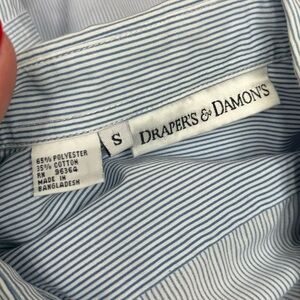 DRAPER'S & DAMON'S
S
65% POLYESTER
35% COTTON
RN 96364
MADE IN
BANGLADESH